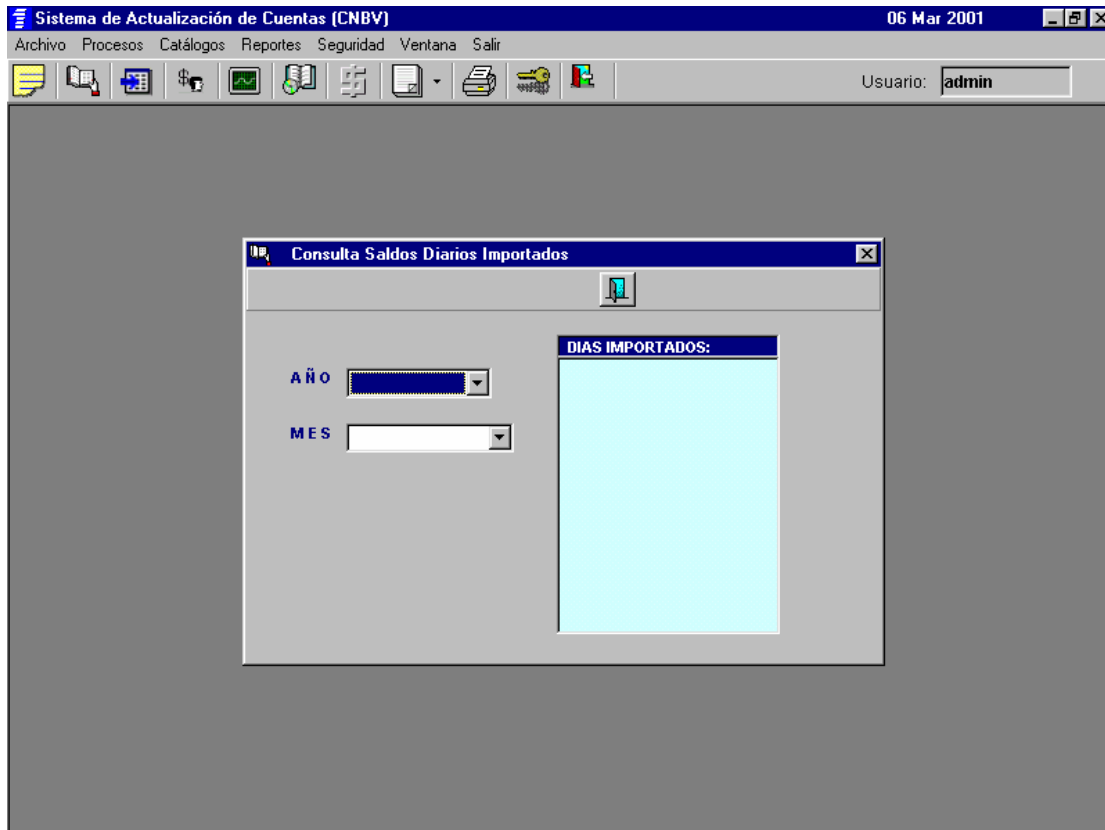 Sistema de Actualización de Cuentas (CNBV) 06 Mar 2001
Archivo Procesos Catálogos Reportes Seguridad Ventana Salir
Usuario: admin
Consulta Saldos Diarios Importados
DIAS IMPORTADOS:
AÑO
MES